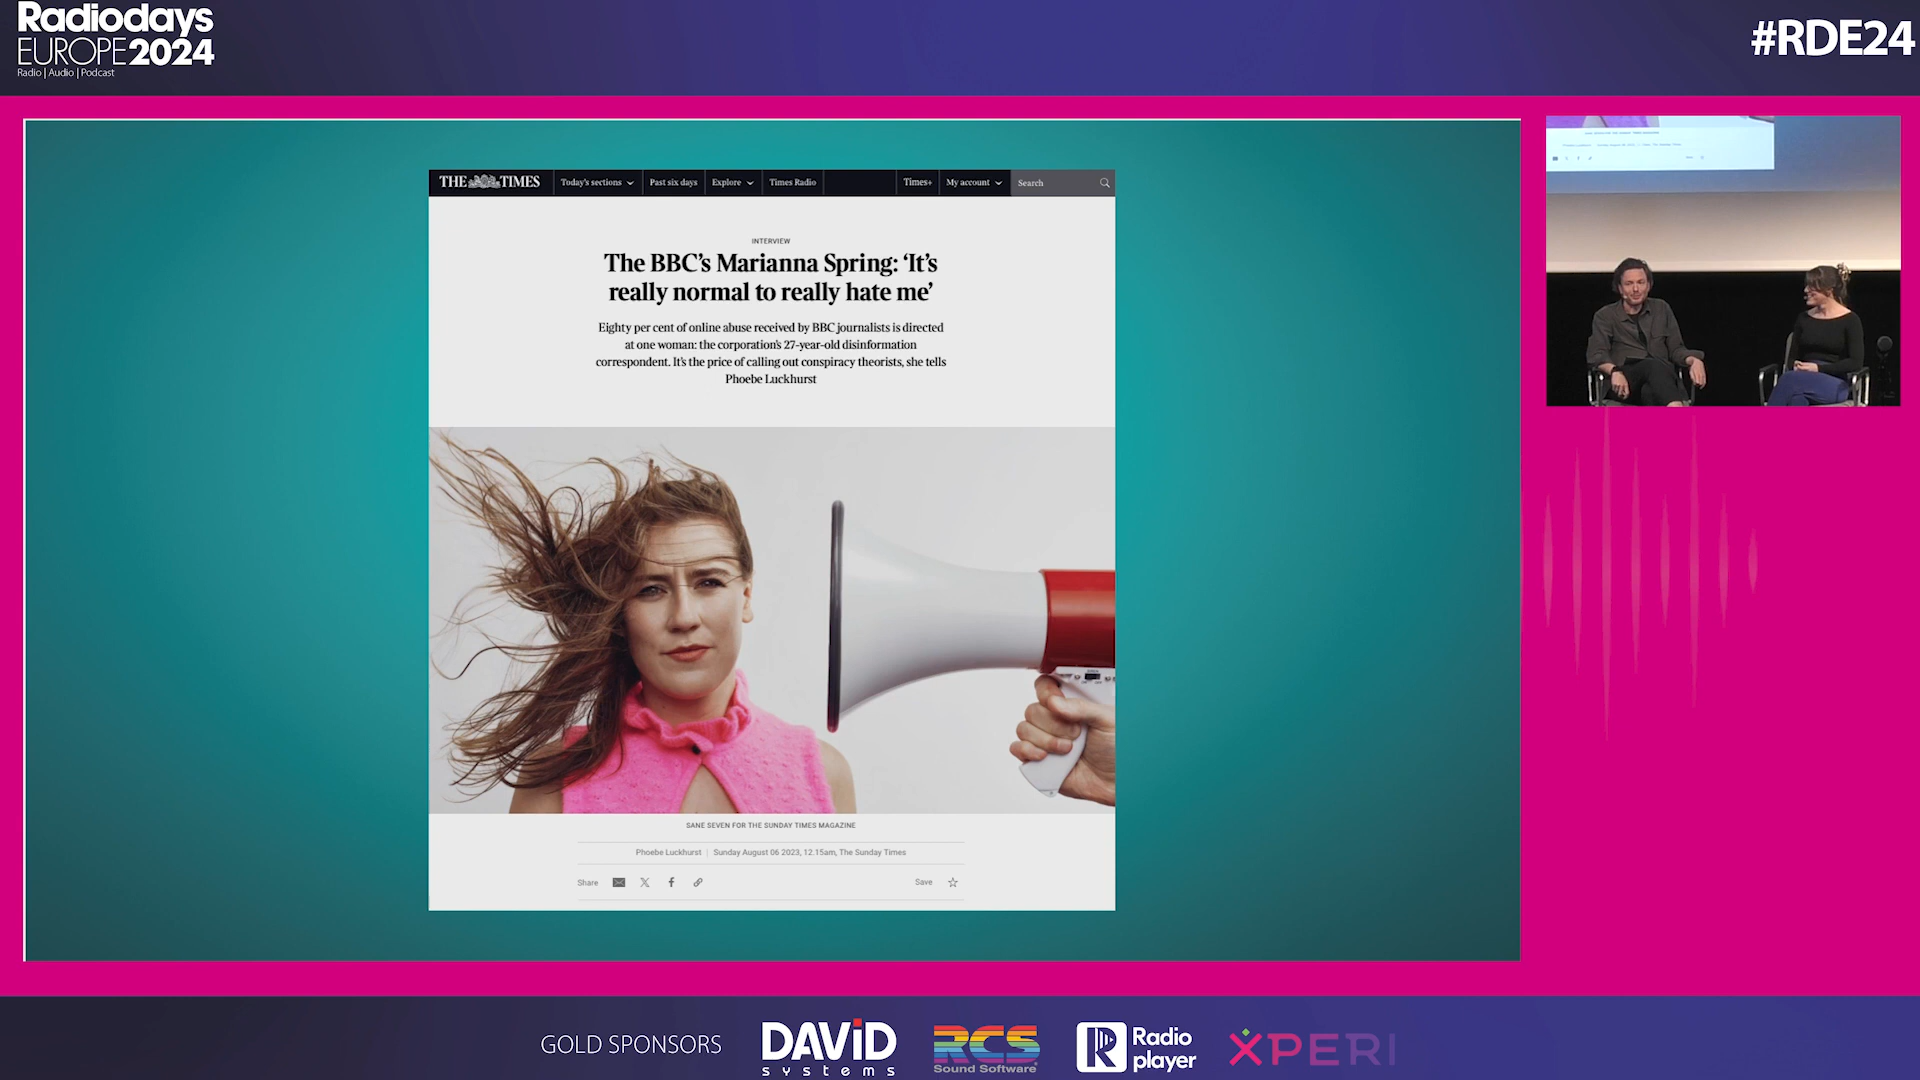 Radiodays
EUROPE 2024
Radio | Audio | Podcast
#RDE24
THE TIMES
Today's sections
Past six days
Explore
Times Radio
Times+
My account
Search
INTERVIEW
The BBC's Marianna Spring: 'It's
really normal to really hate me'
Eighty per cent of online abuse received by BBC journalists is directed
at one woman: the corporation's 27-year-old disinformation
correspondent. It's the price of calling out conspiracy theorists, she tells
Phoebe Luckhurst
SANE SEVEN FOR THE SUNDAY TIMES MAGAZINE
Phoebe Luckhurst | Sunday August 06 2023, 12.15am, The Sunday Times
Share
Save
GOLD SPONSORS
DAViD
systems
RCS
Sound Software
Radio
player
XPERI